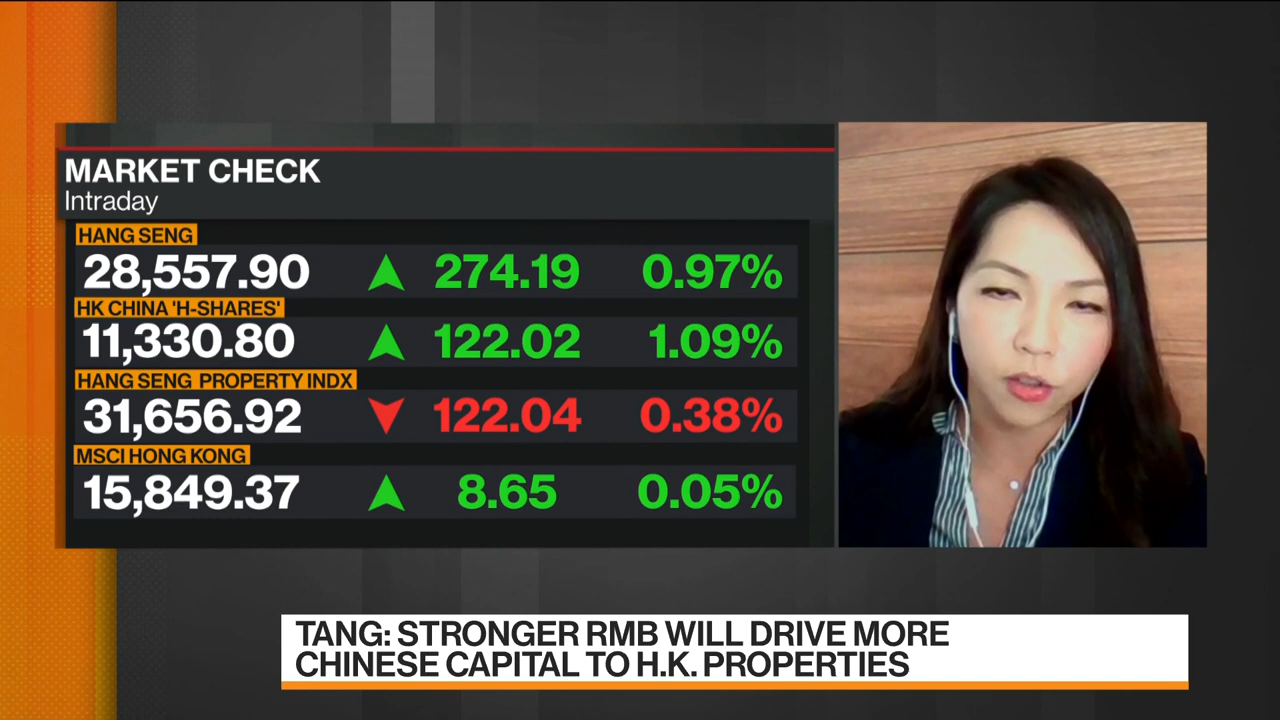 MARKET CHECK
Intraday
HANG SENG
28,557.90 ▲ 274.19 0.97%
HK CHINA 'H-SHARES'
11,330.80 ▲ 122.02 1.09%
HANG SENG PROPERTY INDX
31,656.92 ▼ 122.04 0.38%
MSCI HONG KONG
15,849.37 ▲ 8.65 0.05%
TANG: STRONGER RMB WILL DRIVE MORE
CHINESE CAPITAL TO H.K. PROPERTIES